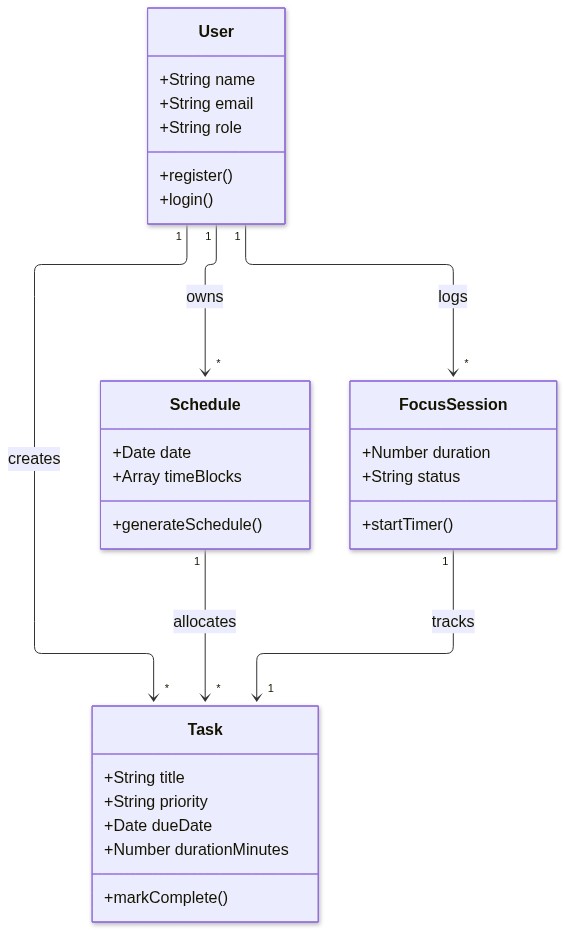 User
+String name
+String email
+String role
+register()
+login()
1
1
1
owns
logs
*
*
Schedule
+Date date
+Array timeBlocks
+generateSchedule()
FocusSession
+Number duration
+String status
+startTimer()
creates
1
1
allocates
tracks
*
*
1
Task
+String title
+String priority
+Date dueDate
+Number durationMinutes
+markComplete()